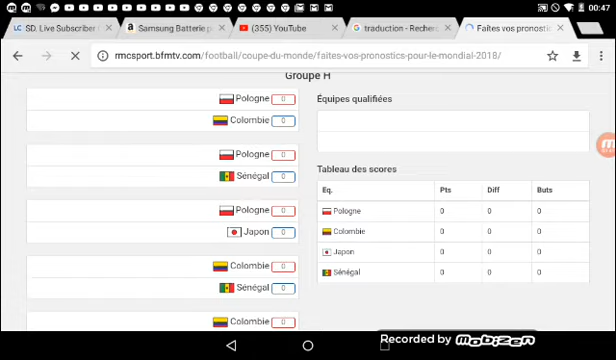 00:47
SD. Live Subscriber
Samsung Batterie p
(355) YouTube
traduction - Recherc
Faîtes vos pronostic
rmcsport.bfmtv.com/football/coupe-du-monde/faites-vos-pronostics-pour-le-mondial-2018/
Groupe H
Pologne 0
Colombie 0
Pologne 0
Sénégal 0
Pologne 0
Japon 0
Colombie 0
Sénégal 0
Colombie 0
Équipes qualifiées
Tableau des scores
Eq. Pts Diff Buts
Pologne 0 0 0
Colombie 0 0 0
Japon 0 0 0
Sénégal 0 0 0
Recorded by mobizen